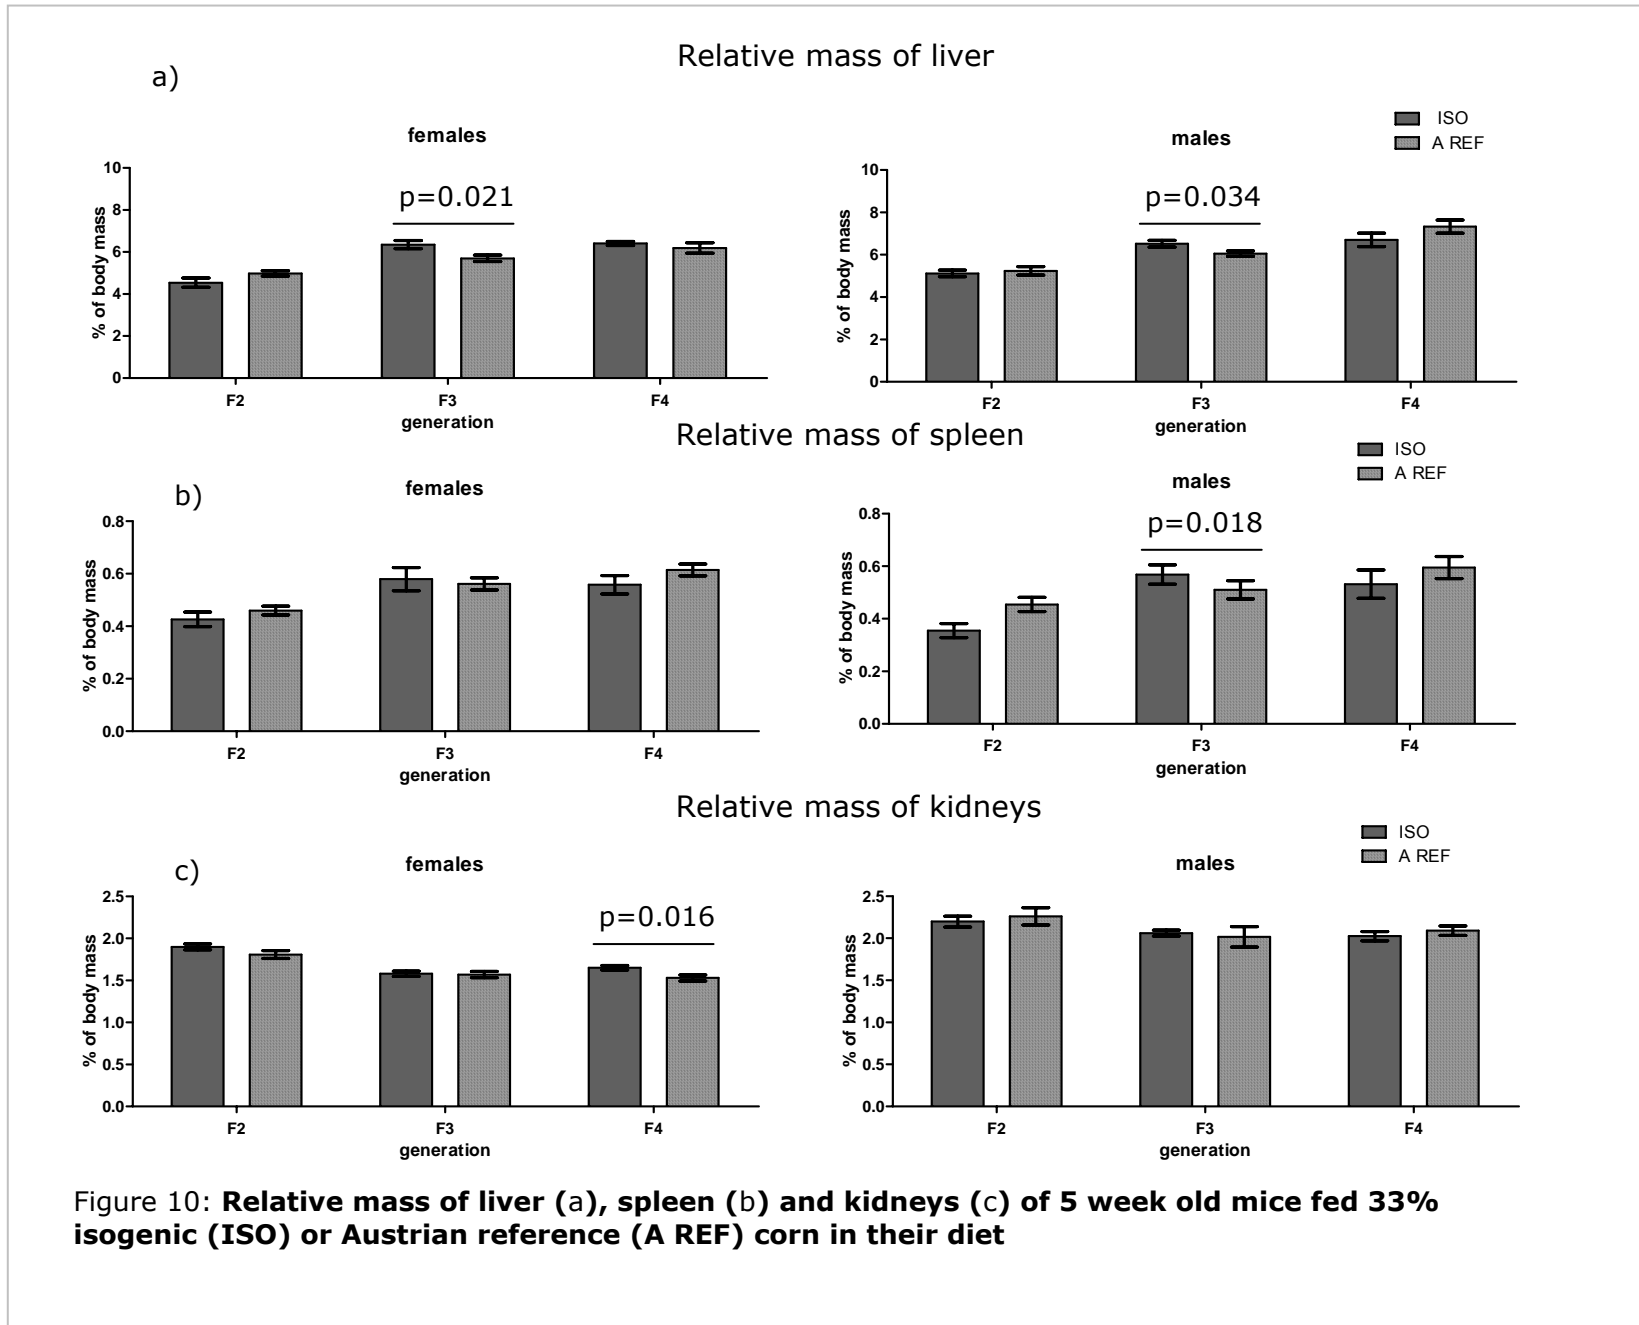 Relative mass of liver
a)
females
10
8
6
4
2
0
% of body mass
p=0.021
F2
F3
F4
generation
males
ISO
A REF
10
8
6
4
2
0
% of body mass
p=0.034
F2
F3
F4
generation
Relative mass of spleen
b)
females
0.8
0.6
0.4
0.2
0.0
% of body mass
F2
F3
F4
generation
males
ISO
A REF
0.8
0.6
0.4
0.2
0.0
% of body mass
p=0.018
F2
F3
F4
generation
Relative mass of kidneys
c)
females
2.5
2.0
1.5
1.0
0.5
0.0
% of body mass
p=0.016
F2
F3
F4
generation
males
ISO
A REF
2.5
2.0
1.5
1.0
0.5
0.0
% of body mass
F2
F3
F4
generation
Figure 10: Relative mass of liver (a), spleen (b) and kidneys (c) of 5 week old mice fed 33%
isogenic (ISO) or Austrian reference (A REF) corn in their diet